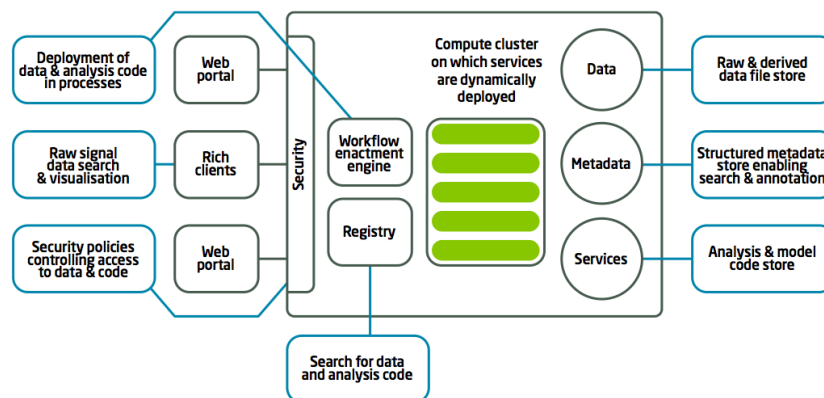 Deployment of
data & analysis code
in processes
Web
portal
Raw signal
data search
& visualisation
Rich
clients
Security policies
controlling access
to data & code
Web
portal
Security
Workflow
enactment
engine
Registry
Compute cluster
on which services
are dynamically
deployed
Data
Metadata
Services
Raw & derived
data file store
Structured metadata
store enabling
search & annotation
Analysis & model
code store
Search for data
and analysis code